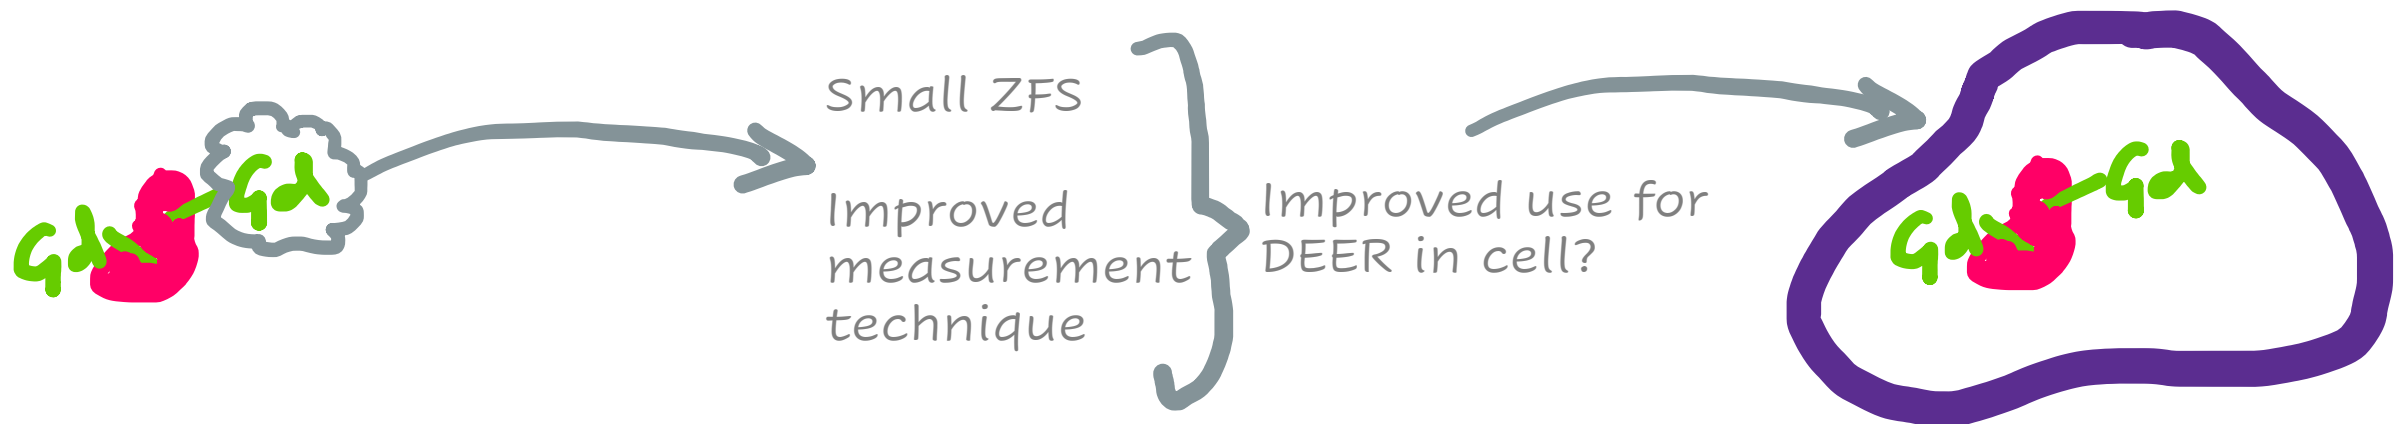 Gd
Gd
Small ZFS
Improved
measurement
technique
Improved use for
DEER in cell?
Gd
Gd